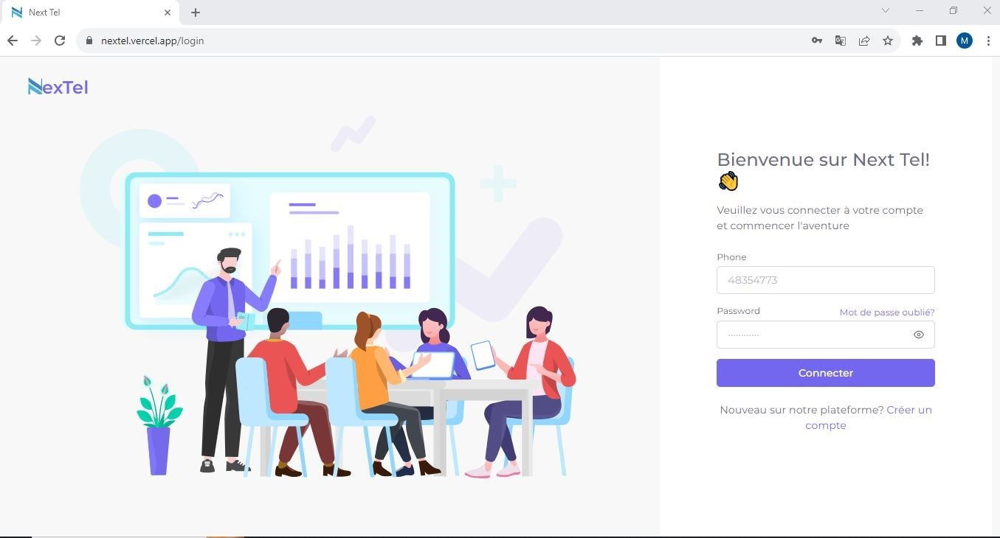 Next Tel
nextel.vercel.app/login
M
NexTel
Bienvenue sur Next Tel!
👋
Veuillez vous connecter à votre compte
et commencer l'aventure
Phone
48354773
Password
Mot de passe oublié?
············
Connecter
Nouveau sur notre plateforme? Créer un
compte